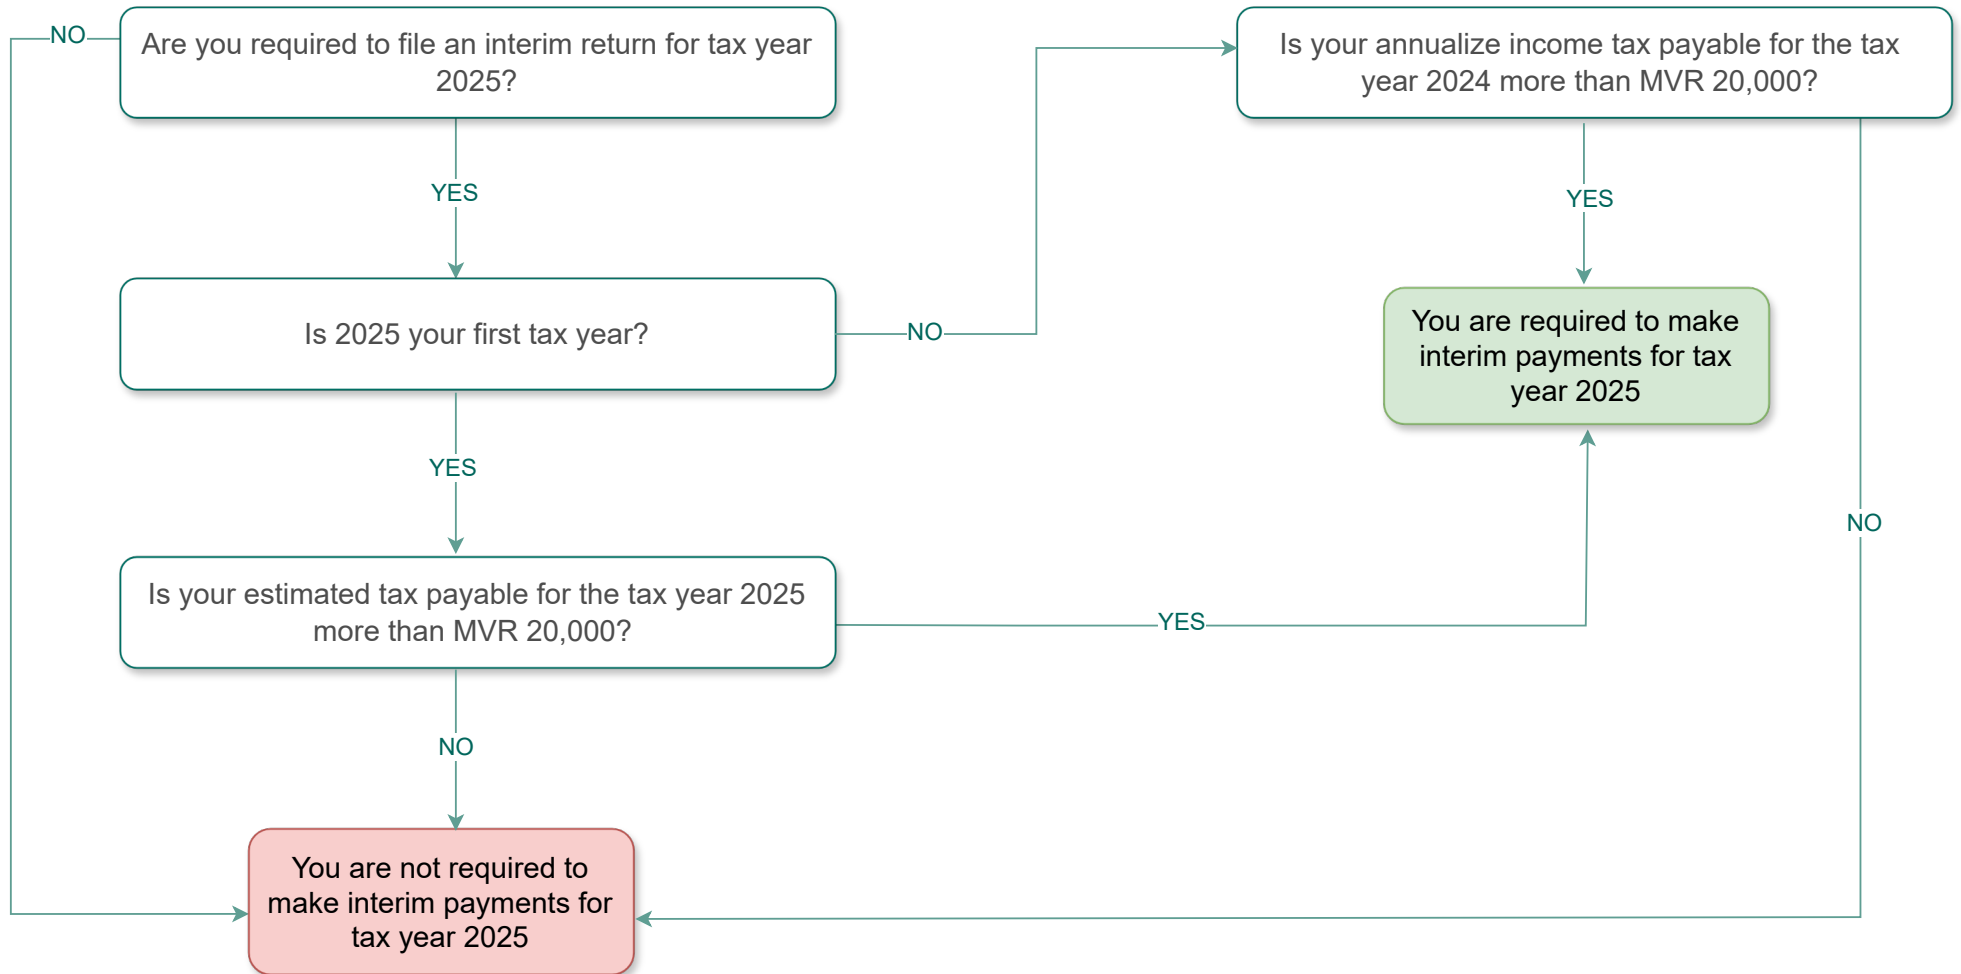 NO
Are you required to file an interim return for tax year
2025?
Is your annualize income tax payable for the tax
year 2024 more than MVR 20,000?
YES
YES
Is 2025 your first tax year?
NO
You are required to make
interim payments for tax
year 2025
YES
NO
Is your estimated tax payable for the tax year 2025
more than MVR 20,000?
YES
NO
You are not required to
make interim payments for
tax year 2025